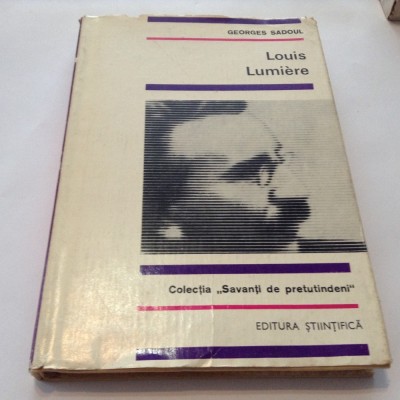 GEORGES SADOUL
Louis
Lumière
Colecția „Savanți de pretutindeni"
EDITURA ȘTIINȚIFICĂ